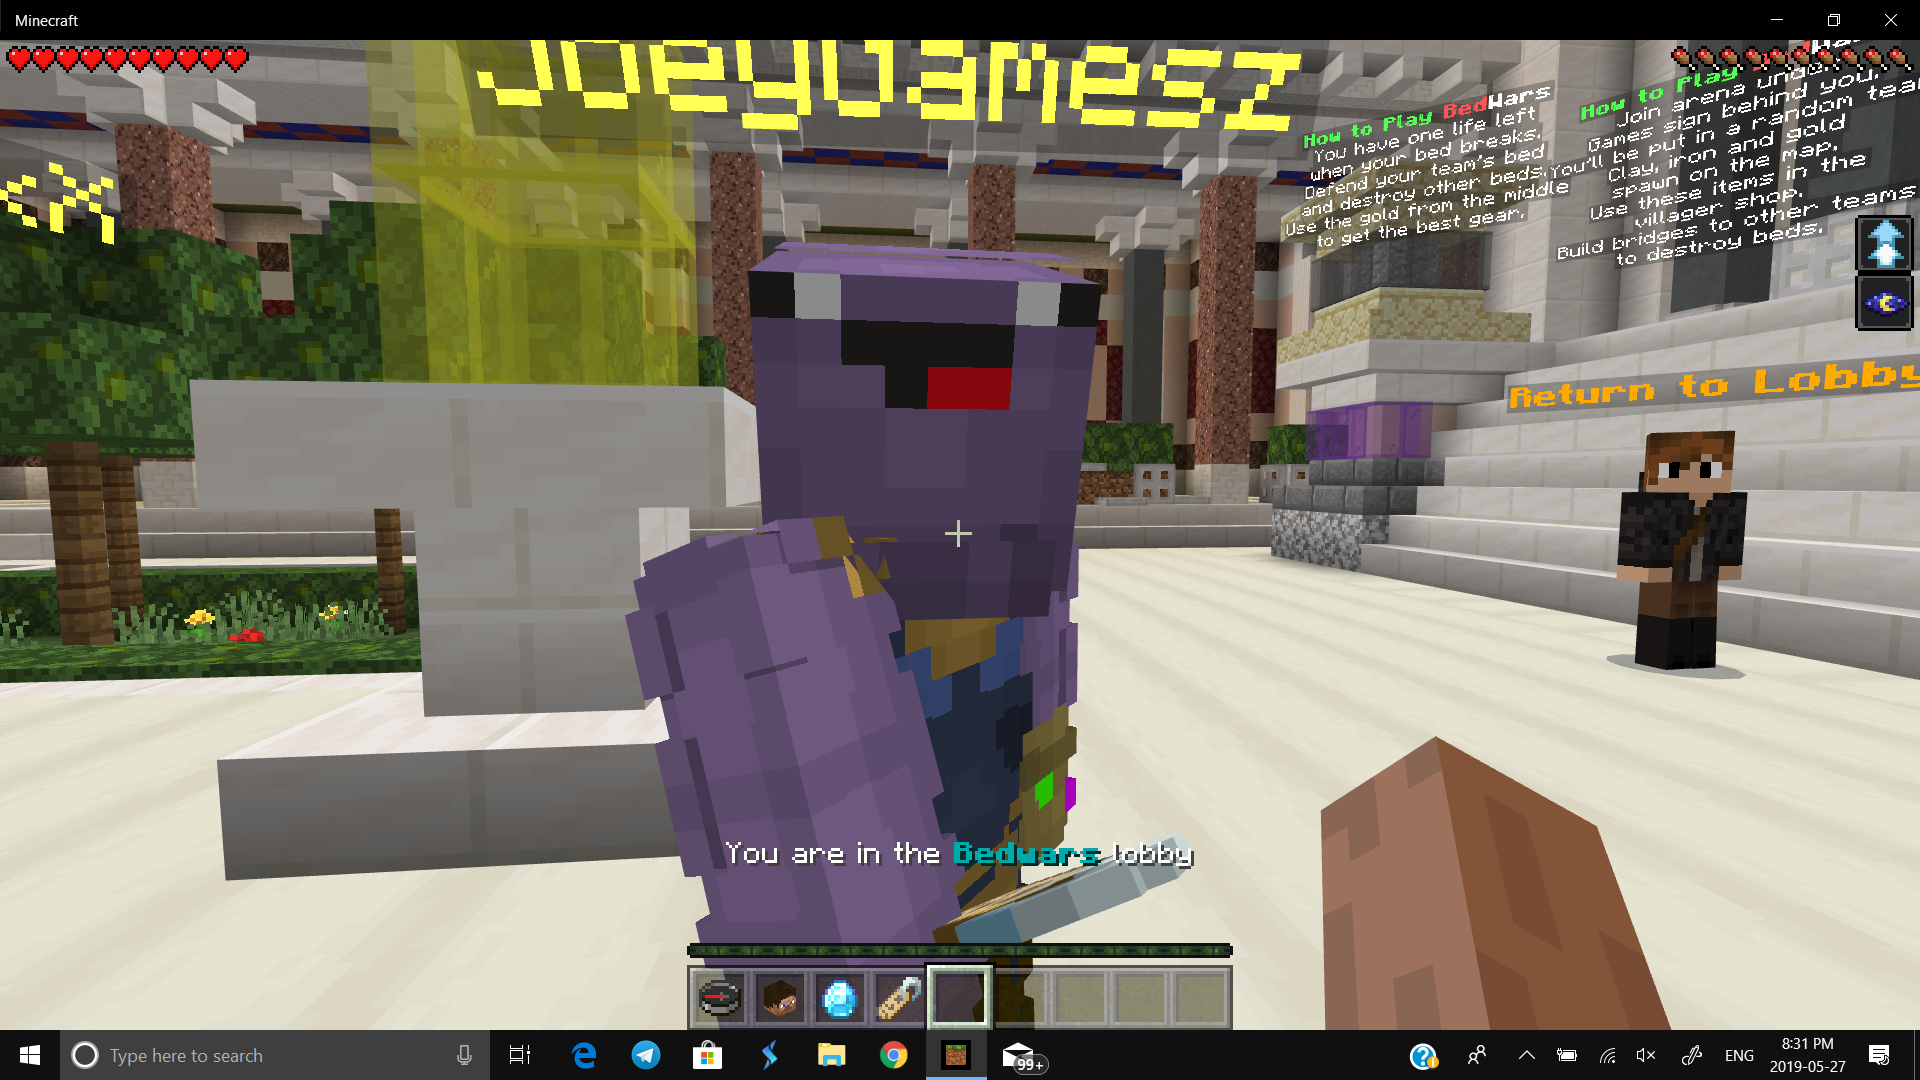 Minecraft
JoeyGamesz
How to Play BedWars
You have one life left
when your bed breaks.
Defend your team's bed
and destroy other beds.
Use the gold from the middle
to get the best gear.
How to Play
Join arena under
Games sign behind you.
You'll be put in a random team
Clay, iron and gold
spawn on the map.
Use these items in the
villager shop.
Build bridges to other teams
to destroy beds.
Return to Lobby
You are in the Bedwars lobby
Type here to search
99+
ENG
8:31 PM
2019-05-27